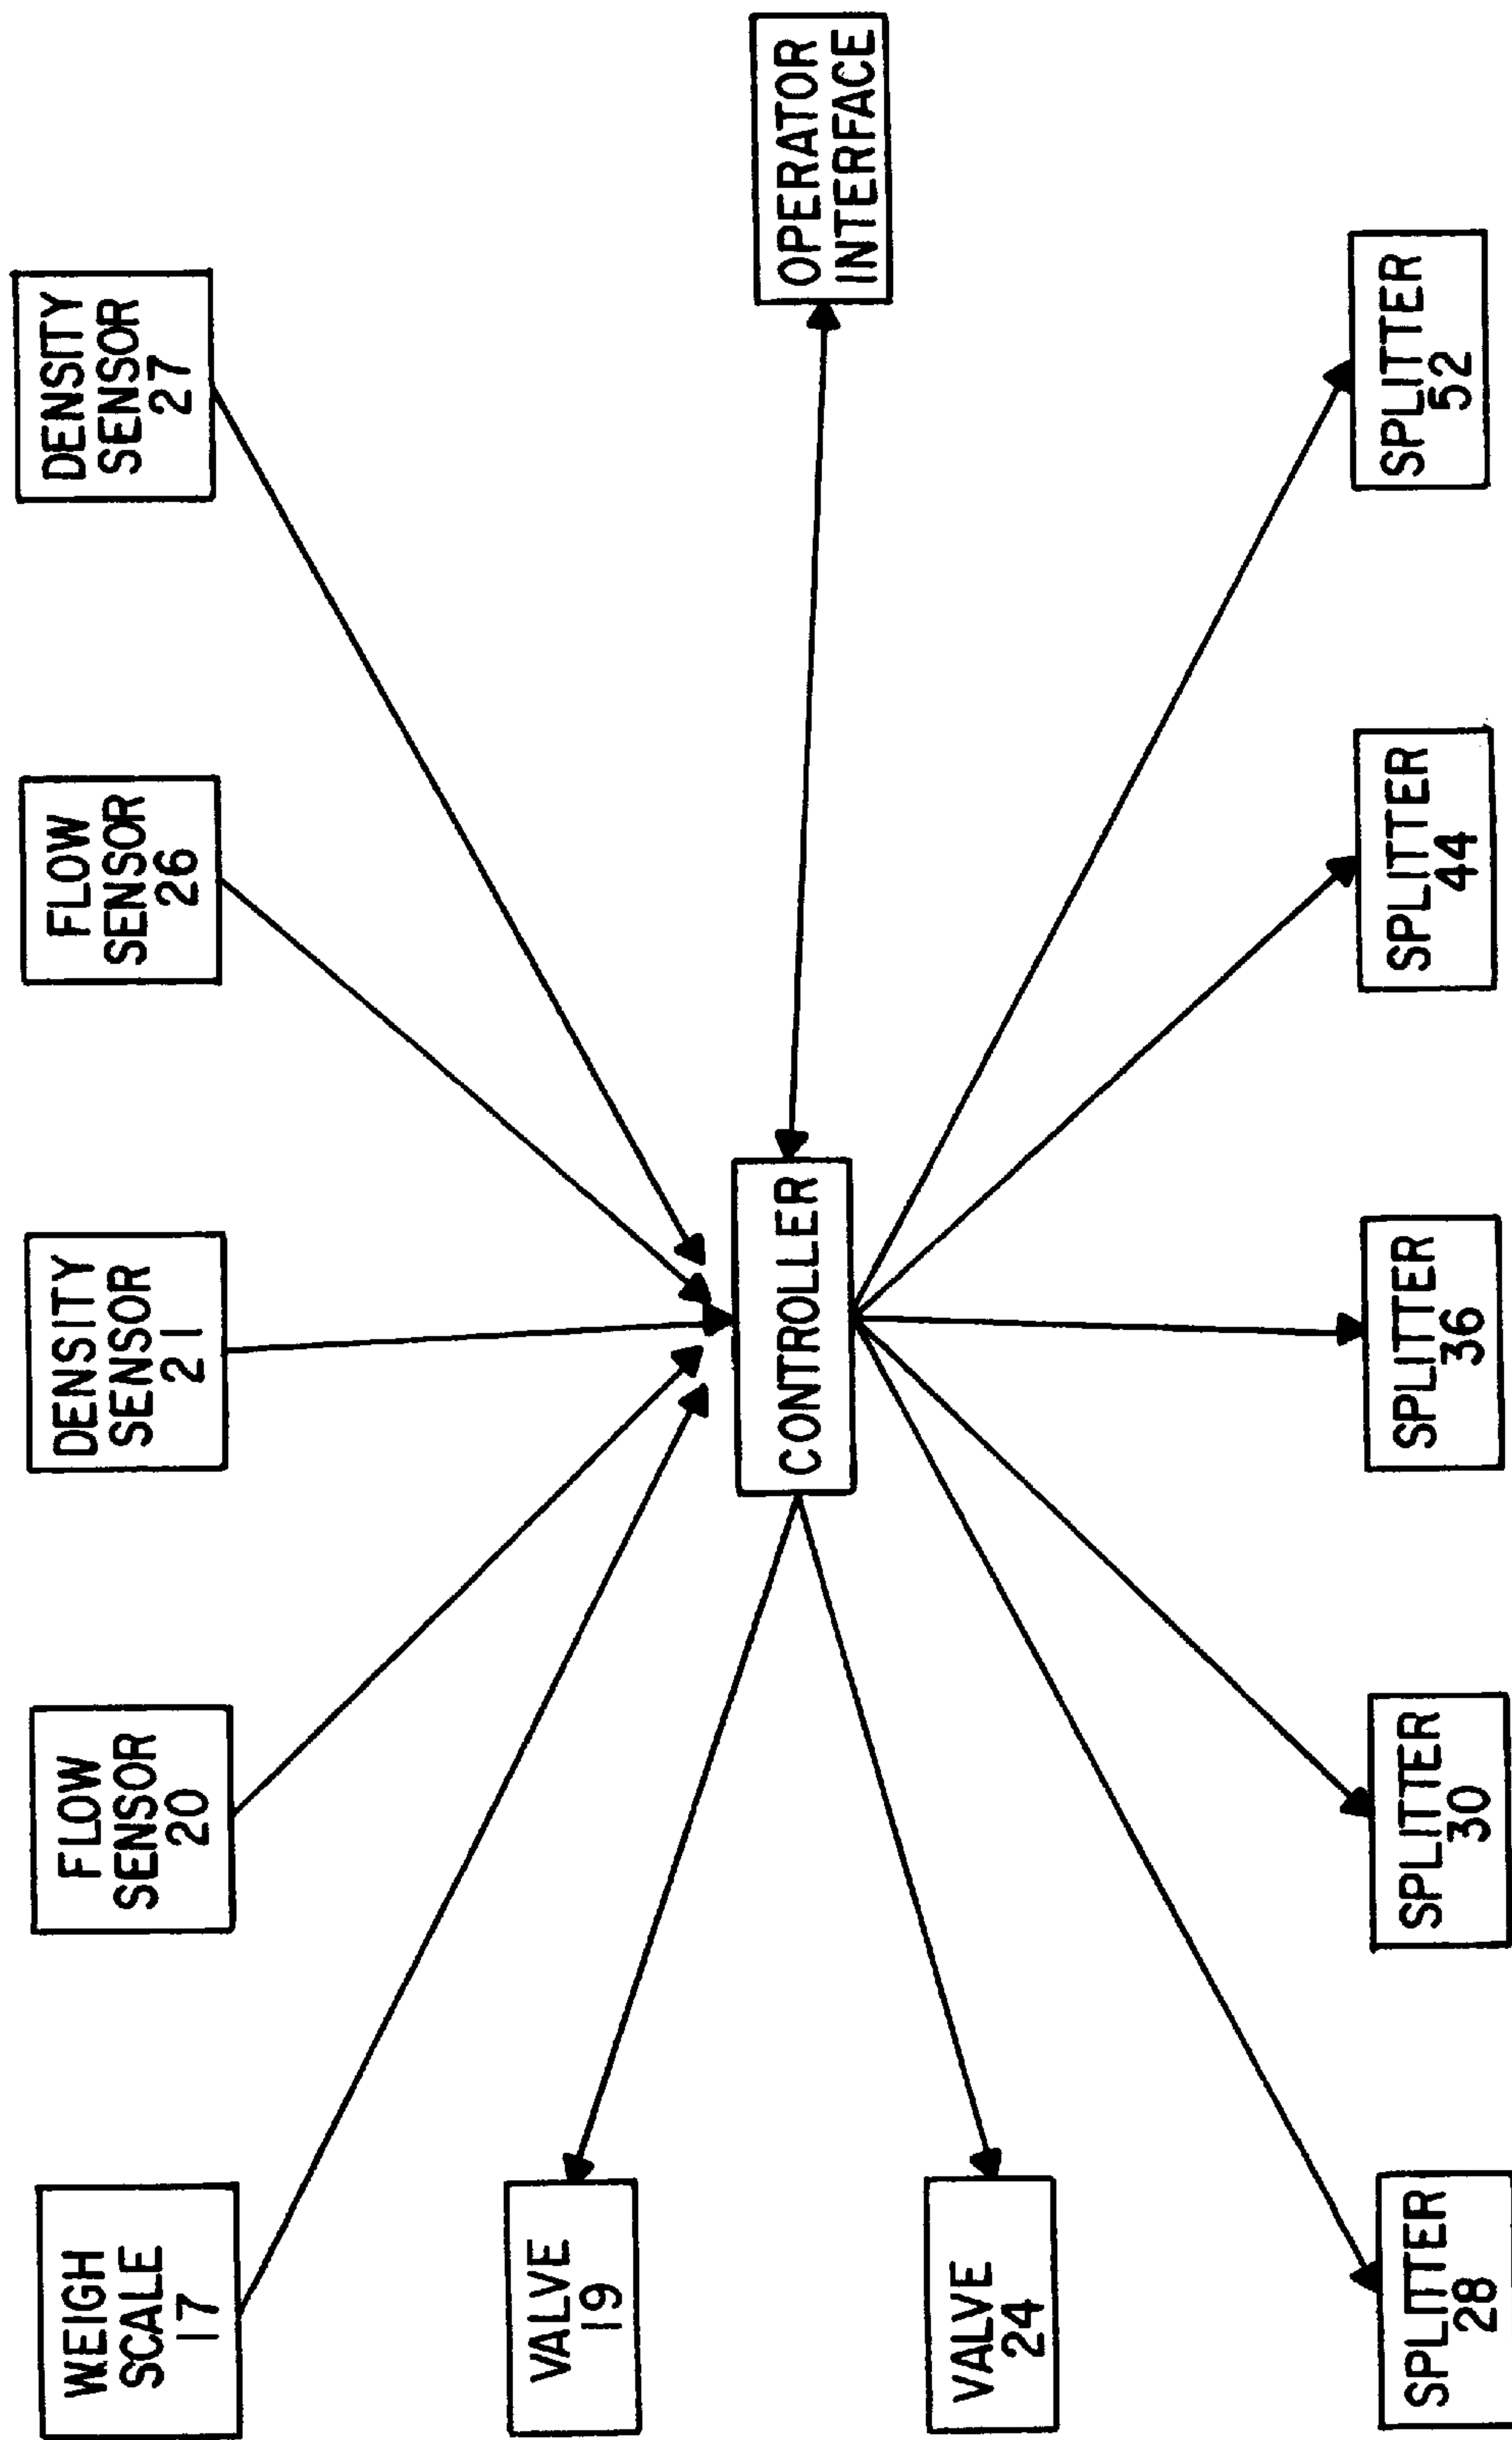 WEIGH
SCALE
17
FLOW
SENSOR
20
DENSITY
SENSOR
21
FLOW
SENSOR
26
DENSITY
SENSOR
27
VALVE
19
VALVE
24
CONTROLLER
OPERATOR
INTERFACE
SPLITTER
28
SPLITTER
30
SPLITTER
36
SPLITTER
44
SPLITTER
52